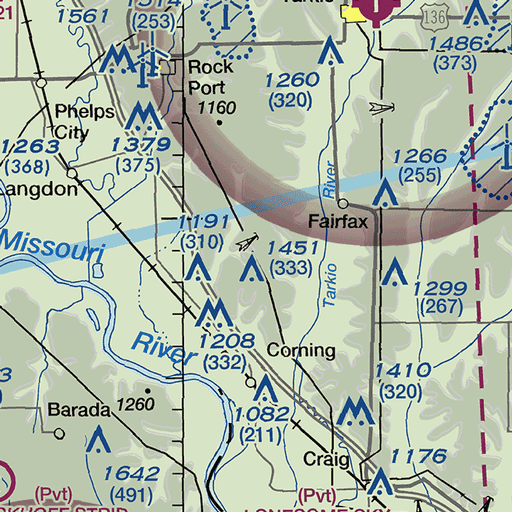 1561
1314
(253)
Tarkio
136
1486
(373)
21
Rock
Port
1260
(320)
1160
Phelps
City
1263
(368)
1379
(375)
1266
(255)
Langdon
River
Fairfax
1191
(310)
Missouri
1451
(333)
Tarkio
1299
(267)
River
1208
(332)
Corning
1410
(320)
1260
Barada
1082
(211)
Craig
1176
1642
(491)
(Pvt)
(Pvt)